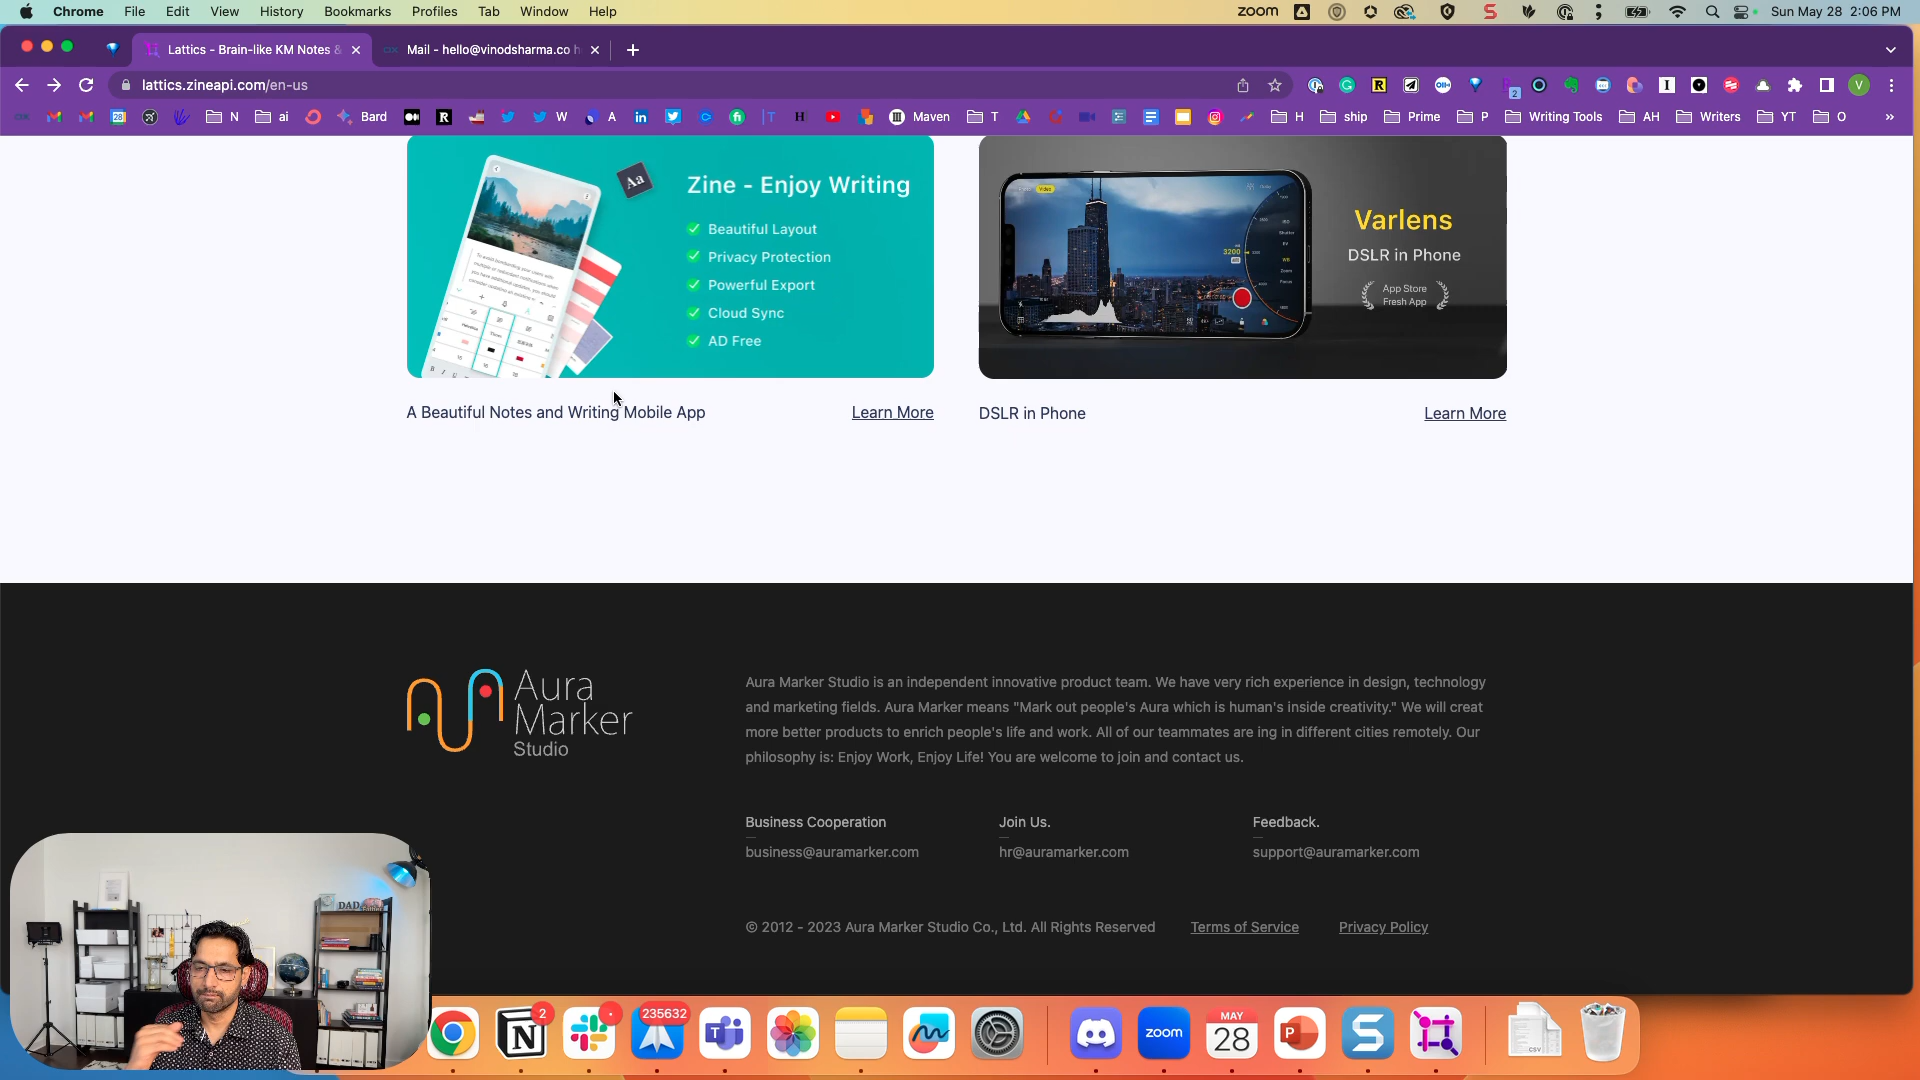 Chrome File Edit View History Bookmarks Profiles Tab Window Help zoom Sun May 28 2:06 PM
Lattics - Brain-like KM Notes & Mail - hello@vinodsharma.co
lattics.zineapi.com/en-us
N ai Bard W A Maven T H ship Prime P Writing Tools AH Writers YT O
Aa
Zine - Enjoy Writing
Beautiful Layout
Privacy Protection
Powerful Export
Cloud Sync
AD Free
Video
3200
Varlens
DSLR in Phone
App Store
Fresh App
A Beautiful Notes and Writing Mobile App Learn More
DSLR in Phone Learn More
Aura
Marker
Studio
Aura Marker Studio is an independent innovative product team. We have very rich experience in design, technology
and marketing fields. Aura Marker means "Mark out people's Aura which is human's inside creativity." We will creat
more better products to enrich people's life and work. All of our teammates are ing in different cities remotely. Our
philosophy is: Enjoy Work, Enjoy Life! You are welcome to join and contact us.
Business Cooperation
business@auramarker.com
Join Us.
hr@auramarker.com
Feedback.
support@auramarker.com
© 2012 - 2023 Aura Marker Studio Co., Ltd. All Rights Reserved Terms of Service Privacy Policy
DAD
2 235632 zoom MAY 28 CSV